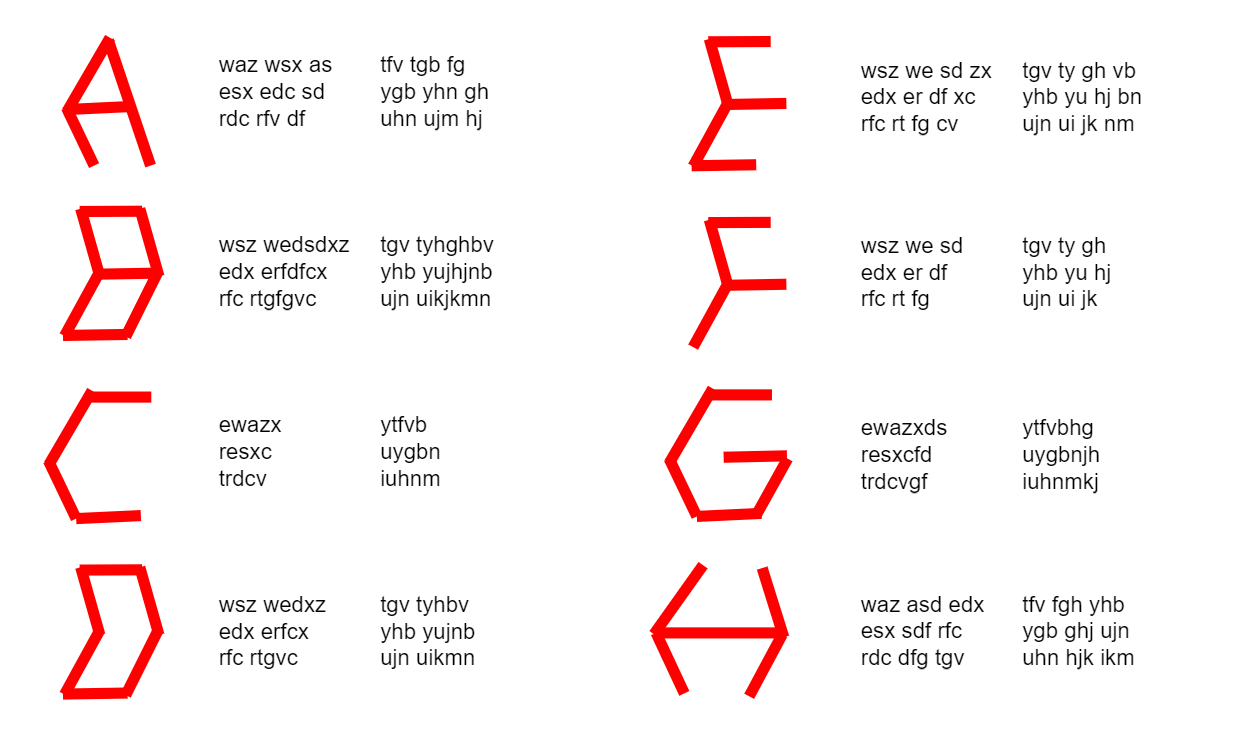 A
waz wsx as
esx edc sd
rdc rfv df
tfv tgb fg
ygb yhn gh
uhn ujm hj
B
wsz wedsdxz
edx erfdfcx
rfc rtgfgvc
tgv tyhghbv
yhb yujhjnb
ujn uikjkmn
C
ewazx
resxc
trdcv
ytfvb
uygbn
iuhnm
D
wsz wedxz
edx erfcx
rfc rtgvc
tgv tyhbv
yhb yujnb
ujn uikmn
E
wsz we sd zx
edx er df xc
rfc rt fg cv
tgv ty gh vb
yhb yu hj bn
ujn ui jk nm
F
wsz we sd
edx er df
rfc rt fg
tgv ty gh
yhb yu hj
ujn ui jk
G
ewazxds
resxcfd
trdcvgf
ytfvbhg
uygbnjh
iuhnmkj
H
waz asd edx
esx sdf rfc
rdc dfg tgv
tfv fgh yhb
ygb ghj ujn
uhn hjk ikm